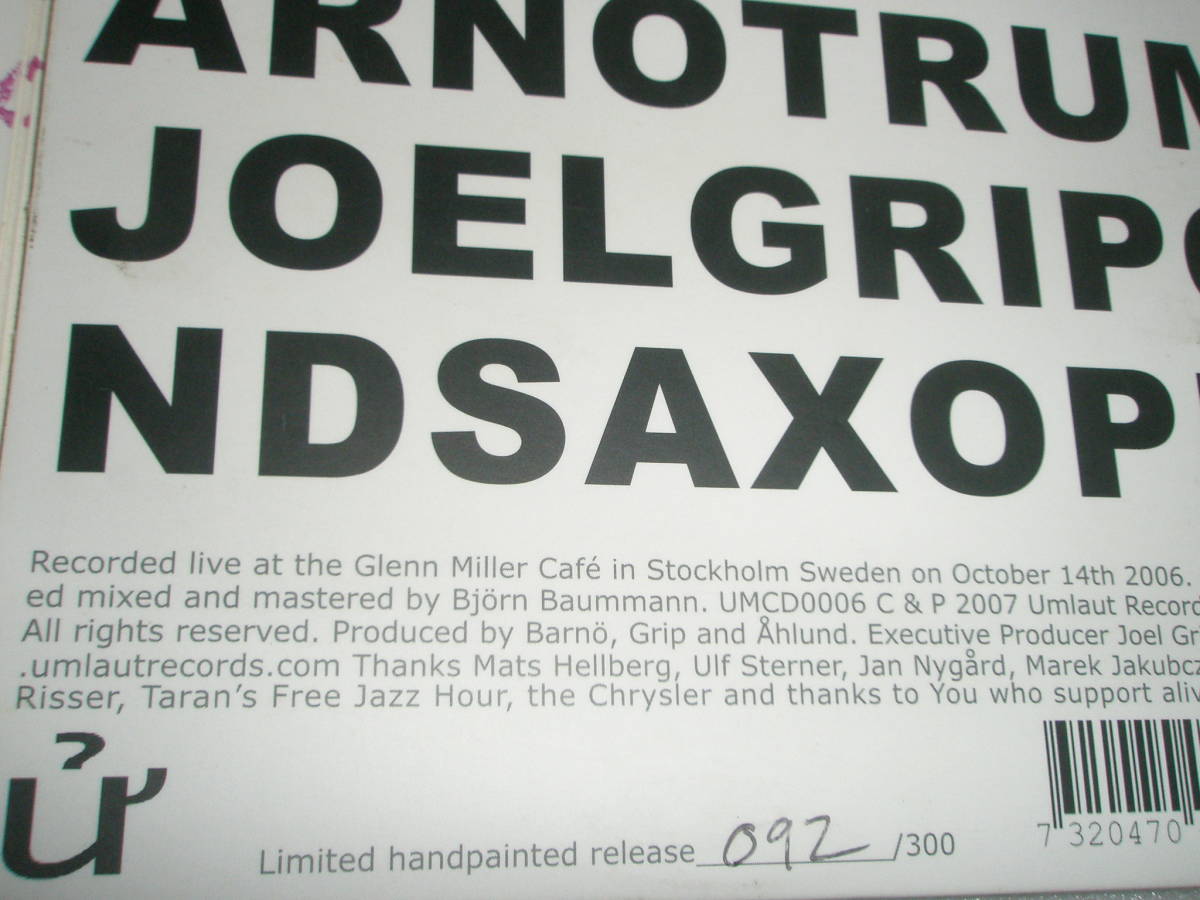 ARNOTRUM
JOELGRIP
NDSAXOP
Recorded live at the Glenn Miller Café in Stockholm Sweden on October 14th 2006.
ed mixed and mastered by Björn Baummann. UMCD0006 C & P 2007 Umlaut Record
All rights reserved. Produced by Barnö, Grip and Åhlund. Executive Producer Joel Gr
.umlautrecords.com Thanks Mats Hellberg, Ulf Sterner, Jan Nygård, Marek Jakubcz
Risser, Taran's Free Jazz Hour, the Chrysler and thanks to You who support aliv
ử
Limited handpainted release 092 /300
7 320470